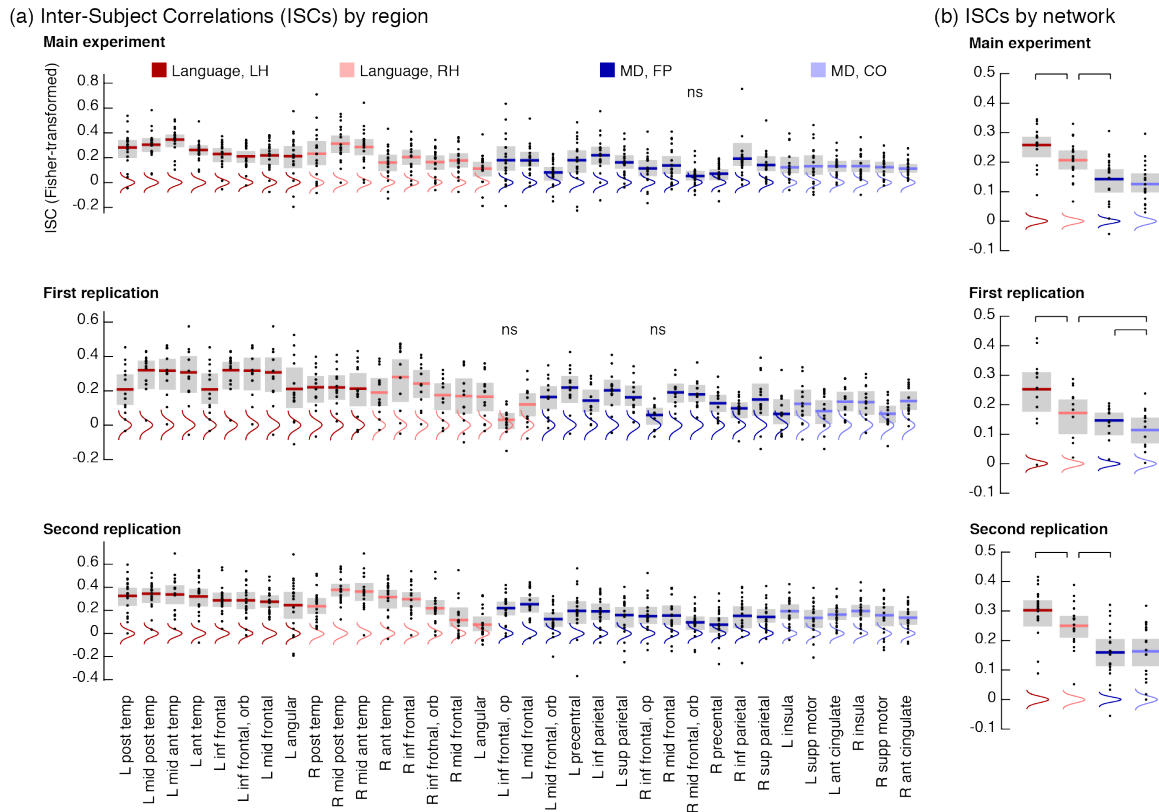 (a) Inter-Subject Correlations (ISCs) by region
(b) ISCs by network
Main experiment
Main experiment
Language, LH
Language, RH
MD, FP
MD, CO
ISC (Fisher-transformed)
0.8
0.6
0.4
0.2
0
-0.2
ns
0.5
0.4
0.3
0.2
0.1
0
-0.1
First replication
First replication
0.6
0.4
0.2
0
-0.2
ns
ns
0.5
0.4
0.3
0.2
0.1
0
-0.1
Second replication
Second replication
0.6
0.4
0.2
0
-0.2
-0.4
0.5
0.4
0.3
0.2
0.1
0
-0.1
L post temp
L mid post temp
L mid ant temp
L ant temp
L inf frontal
L inf frontal, orb
L mid frontal
L angular
R post temp
R mid post temp
R mid ant temp
R ant temp
R inf frontal
R inf frotnal, orb
R mid frontal
L angular
L inf frontal, op
L mid frontal
L mid frontal, orb
L precentral
L inf parietal
L sup parietal
R inf frontal, op
R mid frontal
R mid frontal, orb
R precental
R inf parietal
R sup parietal
L insula
L supp motor
L ant cingulate
R insula
R supp motor
R ant cingulate